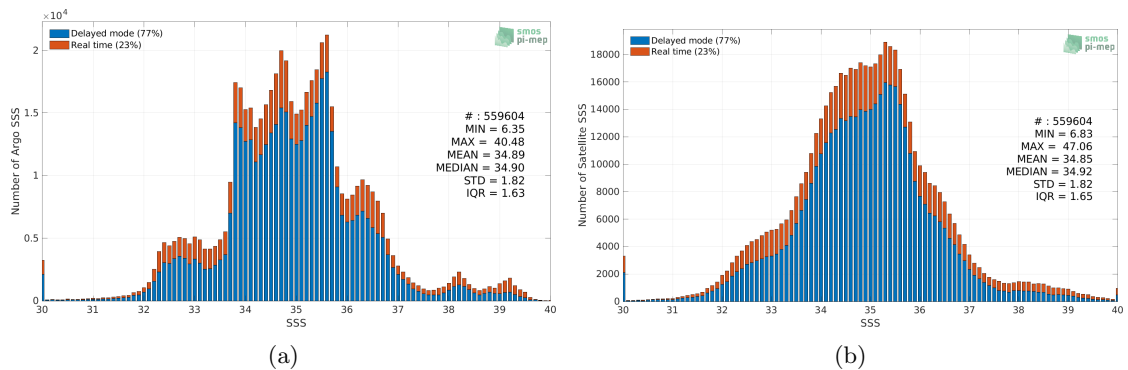 ×10⁴
Delayed mode (77%)
Real time (23%)
smos
pi-mep
2
1.5
1
0.5
0
Number of Argo SSS
# : 559604
MIN = 6.35
MAX = 40.48
MEAN = 34.89
MEDIAN = 34.90
STD = 1.82
IQR = 1.63
30 31 32 33 34 35 36 37 38 39 40
SSS
(a)
Delayed mode (77%)
Real time (23%)
smos
pi-mep
18000
16000
14000
12000
10000
8000
6000
4000
2000
0
Number of Satellite SSS
# : 559604
MIN = 6.83
MAX = 47.06
MEAN = 34.85
MEDIAN = 34.92
STD = 1.82
IQR = 1.65
30 31 32 33 34 35 36 37 38 39 40
SSS
(b)